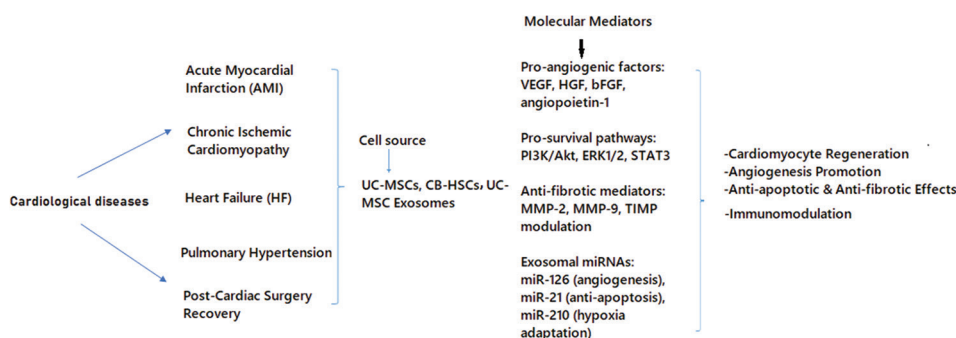 Cardiological diseases
Acute Myocardial
Infarction (AMI)
Chronic Ischemic
Cardiomyopathy
Heart Failure (HF)
Pulmonary Hypertension
Post-Cardiac Surgery
Recovery
Cell source
UC-MSCs, CB-HSCs, UC-
MSC Exosomes
Molecular Mediators
Pro-angiogenic factors:
VEGF, HGF, bFGF,
angiopoietin-1
Pro-survival pathways:
PI3K/Akt, ERK1/2, STAT3
Anti-fibrotic mediators:
MMP-2, MMP-9, TIMP
modulation
Exosomal miRNAs:
miR-126 (angiogenesis),
miR-21 (anti-apoptosis),
miR-210 (hypoxia
adaptation)
-Cardiomyocyte Regeneration
-Angiogenesis Promotion
-Anti-apoptotic & Anti-fibrotic Effects
-Immunomodulation